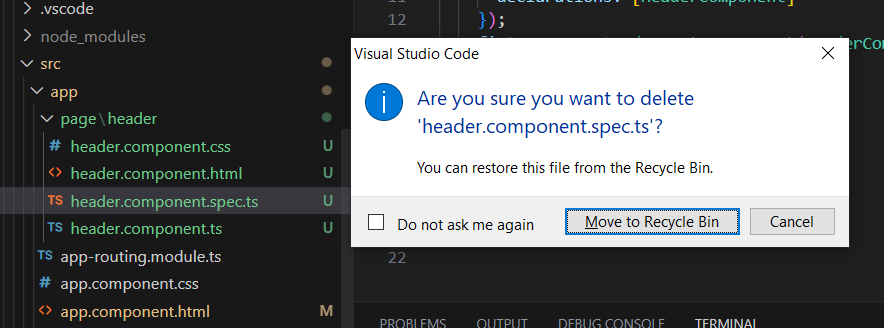 .vscode
node_modules
src
app
page\header
header.component.css U
header.component.html U
TS header.component.spec.ts U
TS header.component.ts U
TS app-routing.module.ts
app.component.css
app.component.html M
11
12 });
Visual Studio Code
Are you sure you want to delete
'header.component.spec.ts'?
You can restore this file from the Recycle Bin.
Do not ask me again
Move to Recycle Bin
Cancel
22
PROBLEMS OUTPUT DEBUG CONSOLE TERMINAL